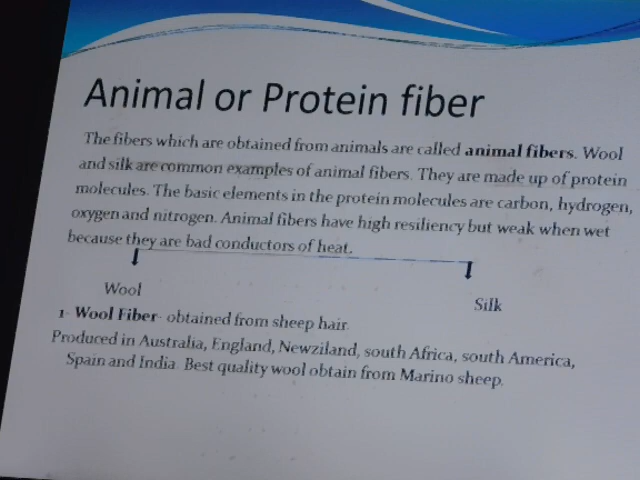 Animal or Protein fiber
The fibers which are obtained from animals are called animal fibers. Wool
and silk are common examples of animal fibers. They are made up of protein
molecules. The basic elements in the protein molecules are carbon, hydrogen,
oxygen and nitrogen. Animal fibers have high resiliency but weak when wet
because they are bad conductors of heat.
Wool
Silk
1- Wool Fiber- obtained from sheep hair.
Produced in Australia, England, Newziland, south Africa, south America,
Spain and India. Best quality wool obtain from Marino sheep.